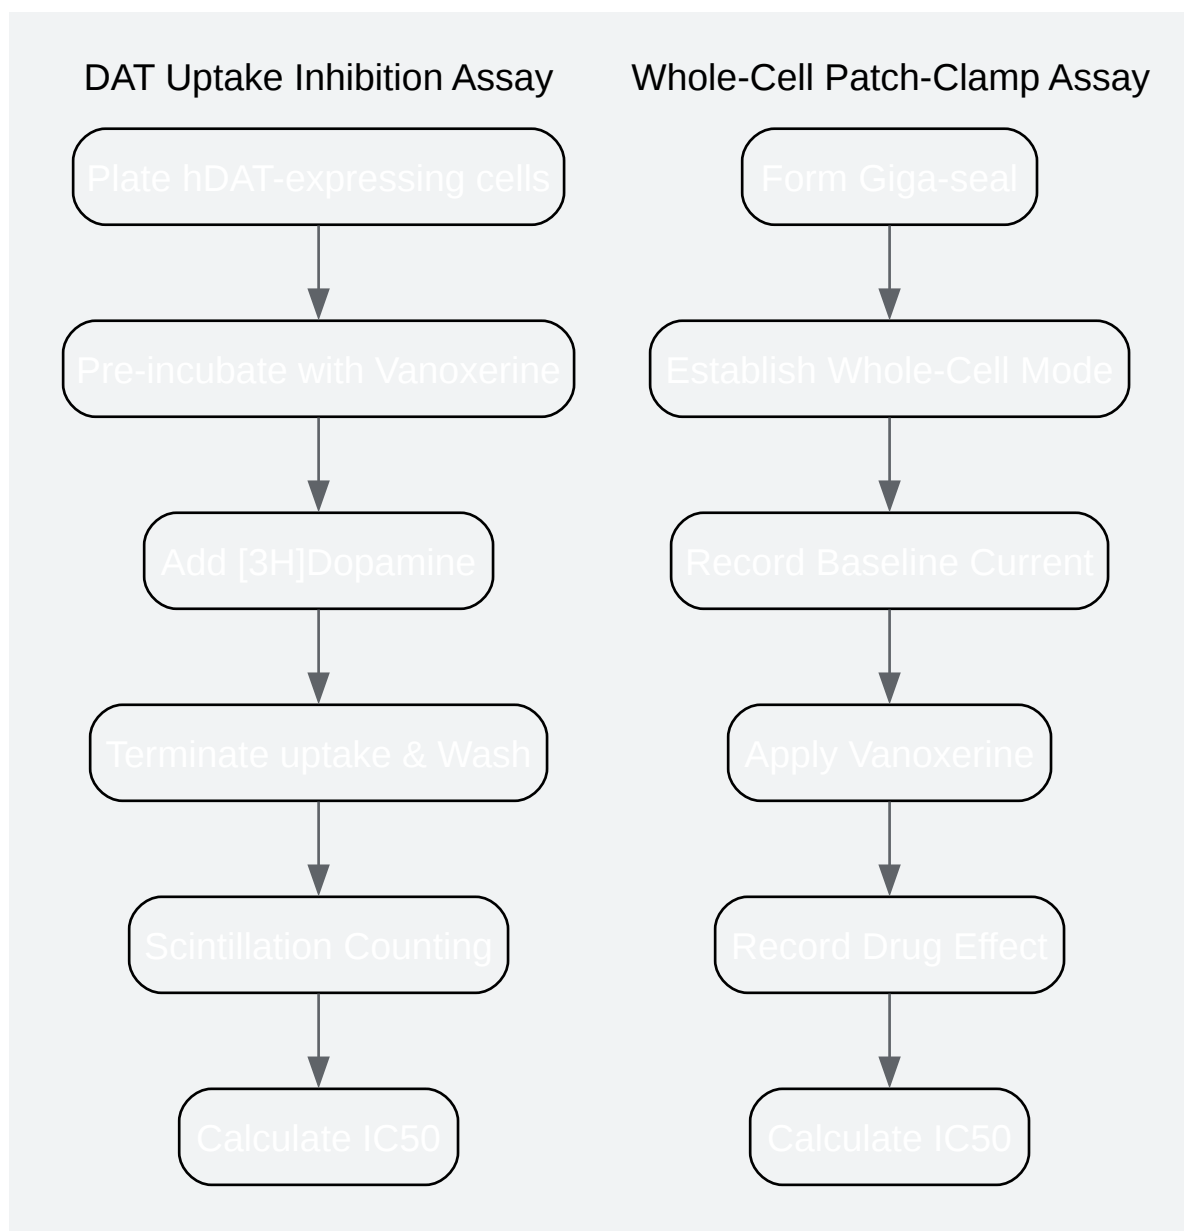 DAT Uptake Inhibition Assay
Plate hDAT-expressing cells
Pre-incubate with Vanoxerine
Add [3H]Dopamine
Terminate uptake & Wash
Scintillation Counting
Calculate IC50
Whole-Cell Patch-Clamp Assay
Form Giga-seal
Establish Whole-Cell Mode
Record Baseline Current
Apply Vanoxerine
Record Drug Effect
Calculate IC50